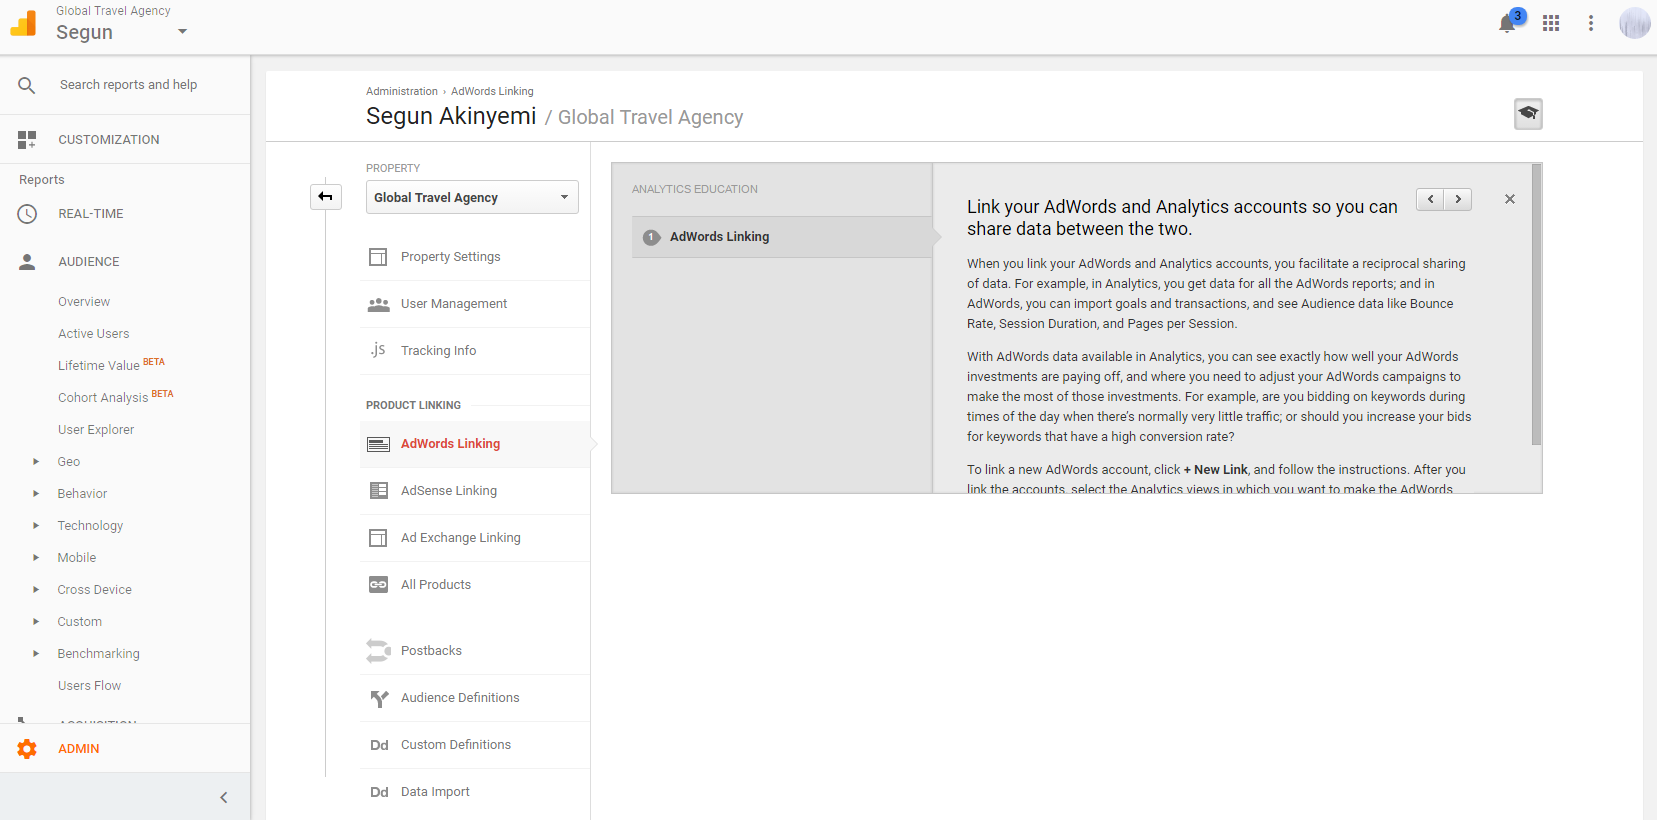 Global Travel Agency
Segun
3
Search reports and help
CUSTOMIZATION
Reports
REAL-TIME
AUDIENCE
Overview
Active Users
Lifetime Value BETA
Cohort Analysis BETA
User Explorer
Geo
Behavior
Technology
Mobile
Cross Device
Custom
Benchmarking
Users Flow
ACQUISITION
ADMIN
Administration › AdWords Linking
Segun Akinyemi / Global Travel Agency
PROPERTY
Global Travel Agency
Property Settings
User Management
.js Tracking Info
PRODUCT LINKING
AdWords Linking
AdSense Linking
Ad Exchange Linking
All Products
Postbacks
Audience Definitions
Dd Custom Definitions
Dd Data Import
ANALYTICS EDUCATION
1 AdWords Linking
Link your AdWords and Analytics accounts so you can
share data between the two.
When you link your AdWords and Analytics accounts, you facilitate a reciprocal sharing
of data. For example, in Analytics, you get data for all the AdWords reports; and in
AdWords, you can import goals and transactions, and see Audience data like Bounce
Rate, Session Duration, and Pages per Session.
With AdWords data available in Analytics, you can see exactly how well your AdWords
investments are paying off, and where you need to adjust your AdWords campaigns to
make the most of those investments. For example, are you bidding on keywords during
times of the day when there's normally very little traffic; or should you increase your bids
for keywords that have a high conversion rate?
To link a new AdWords account, click + New Link, and follow the instructions. After you
link the accounts, select the Analytics views in which you want to make the AdWords